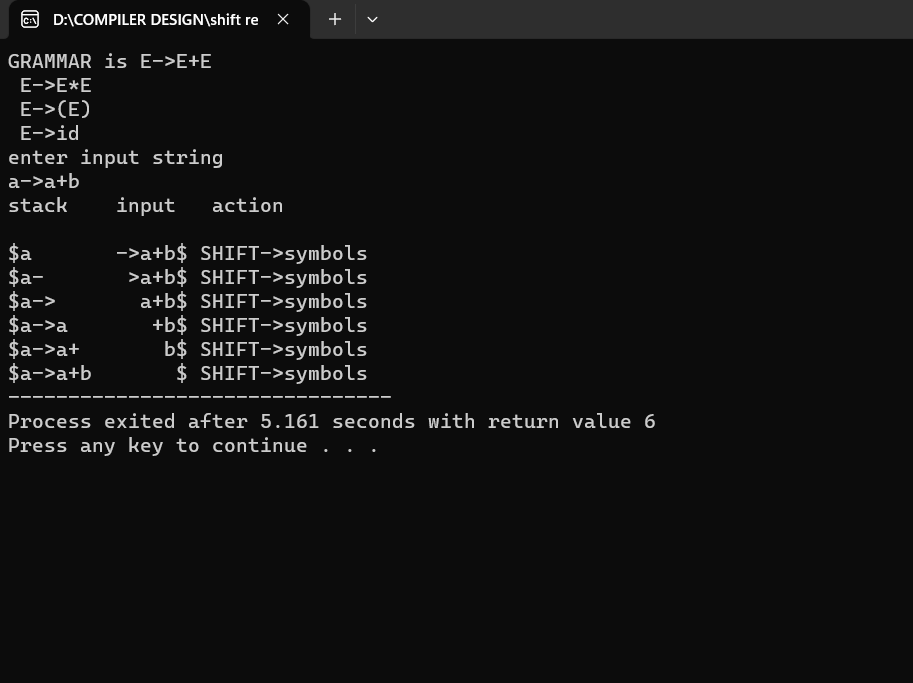 D:\COMPILER DESIGN\shift re
GRAMMAR is E->E+E
 E->E*E
 E->(E)
 E->id
enter input string
a->a+b
stack    input   action

$a       ->a+b$ SHIFT->symbols
$a-       >a+b$ SHIFT->symbols
$a->       a+b$ SHIFT->symbols
$a->a       +b$ SHIFT->symbols
$a->a+       b$ SHIFT->symbols
$a->a+b       $ SHIFT->symbols
--------------------------------
Process exited after 5.161 seconds with return value 6
Press any key to continue . . .